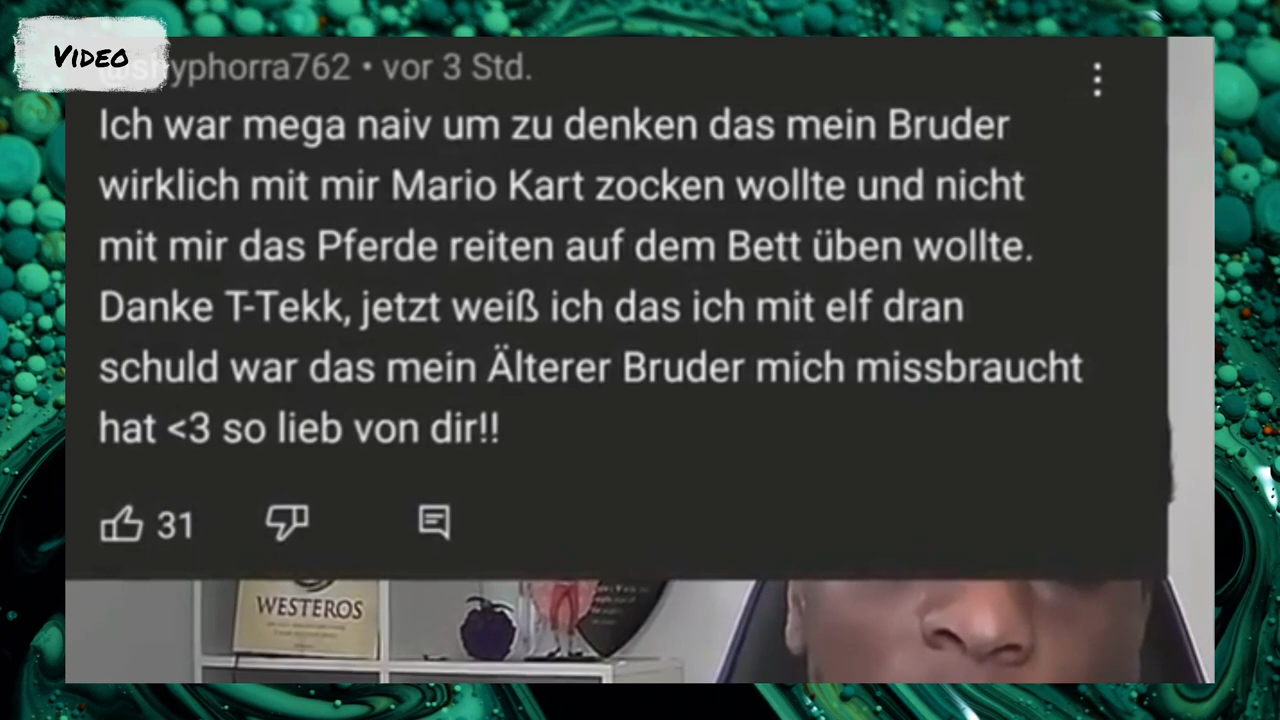 Video
@shyphorra762 • vor 3 Std.
Ich war mega naiv um zu denken das mein Bruder
wirklich mit mir Mario Kart zocken wollte und nicht
mit mir das Pferde reiten auf dem Bett üben wollte.
Danke T-Tekk, jetzt weiß ich das ich mit elf dran
schuld war das mein Älterer Bruder mich missbraucht
hat <3 so lieb von dir!!
31
WESTEROS